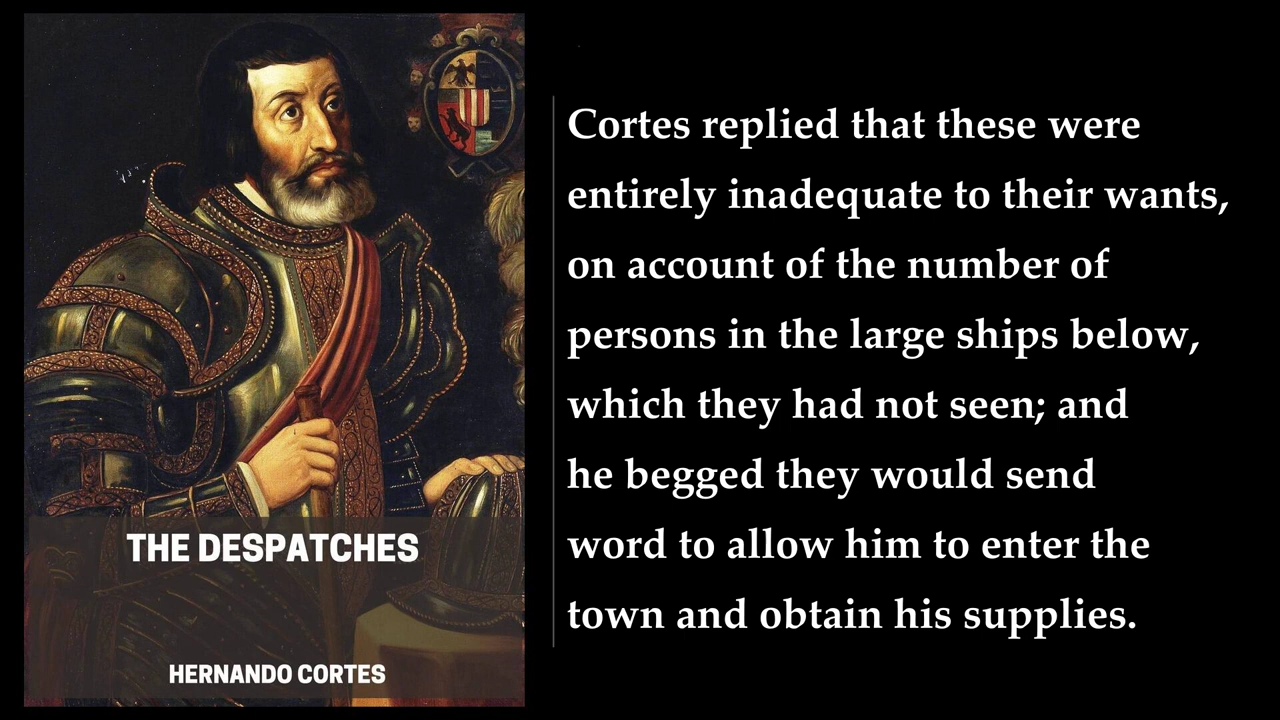 THE DESPATCHES
HERNANDO CORTES
Cortes replied that these were
entirely inadequate to their wants,
on account of the number of
persons in the large ships below,
which they had not seen; and
he begged they would send
word to allow him to enter the
town and obtain his supplies.